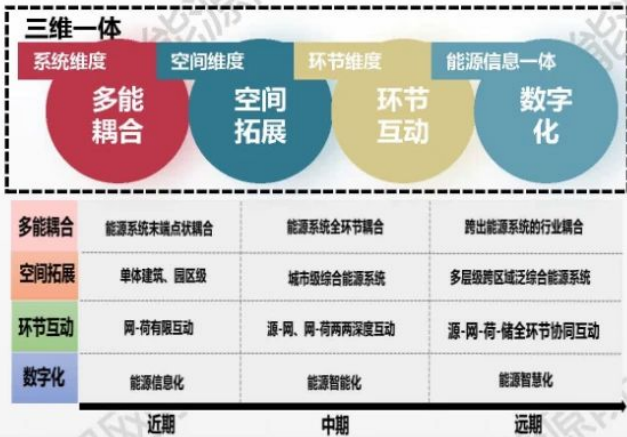 三维一体
系统维度 空间维度 环节维度 能源信息一体
多能 空间 环节 数字
耦合 拓展 互动 化
多能耦合 能源系统末端点状耦合 能源系统全环节耦合 跨出能源系统的行业耦合
空间拓展 单体建筑、园区级 城市级综合能源系统 多层级跨区域泛综合能源系统
环节互动 网-荷有限互动 源-网、网-荷两两深度互动 源-网-荷-储全环节协同互动
数字化 能源信息化 能源智能化 能源智慧化
近期 中期 远期